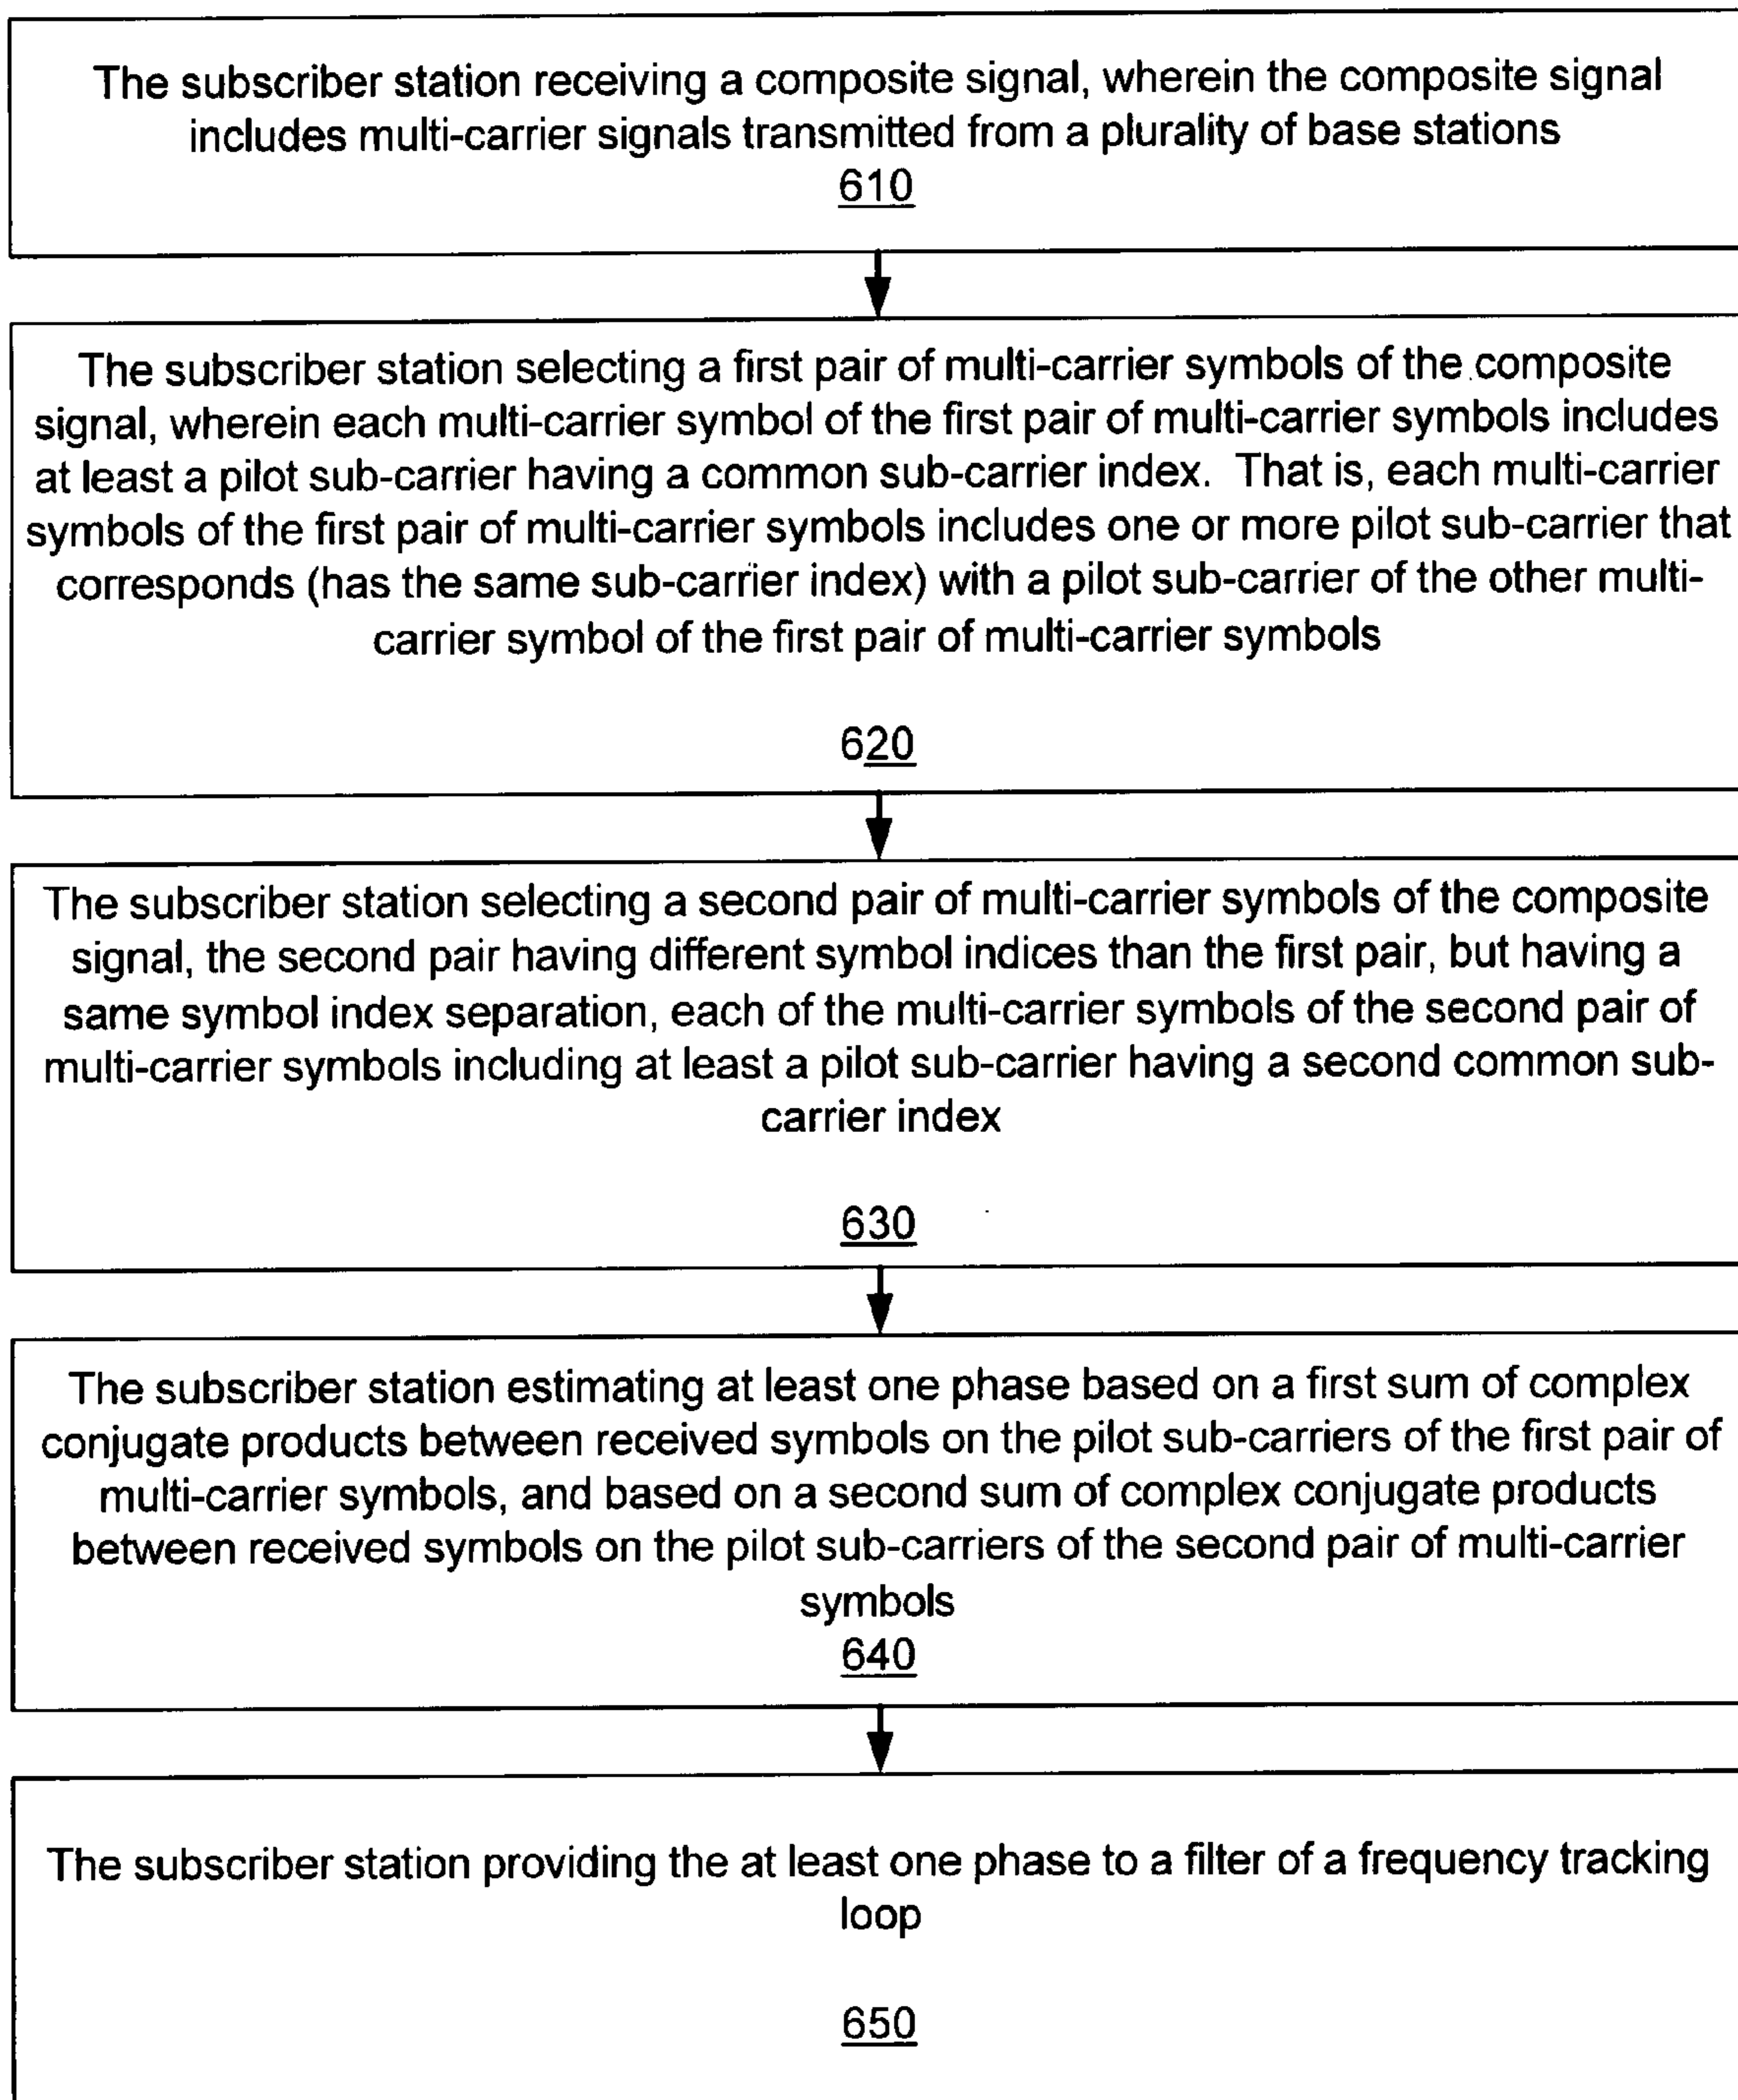 The subscriber station receiving a composite signal, wherein the composite signal
includes multi-carrier signals transmitted from a plurality of base stations
610
The subscriber station selecting a first pair of multi-carrier symbols of the composite
signal, wherein each multi-carrier symbol of the first pair of multi-carrier symbols includes
at least a pilot sub-carrier having a common sub-carrier index. That is, each multi-carrier
symbols of the first pair of multi-carrier symbols includes one or more pilot sub-carrier that
corresponds (has the same sub-carrier index) with a pilot sub-carrier of the other multi-
carrier symbol of the first pair of multi-carrier symbols
620
The subscriber station selecting a second pair of multi-carrier symbols of the composite
signal, the second pair having different symbol indices than the first pair, but having a
same symbol index separation, each of the multi-carrier symbols of the second pair of
multi-carrier symbols including at least a pilot sub-carrier having a second common sub-
carrier index
630
The subscriber station estimating at least one phase based on a first sum of complex
conjugate products between received symbols on the pilot sub-carriers of the first pair of
multi-carrier symbols, and based on a second sum of complex conjugate products
between received symbols on the pilot sub-carriers of the second pair of multi-carrier
symbols
640
The subscriber station providing the at least one phase to a filter of a frequency tracking
loop
650